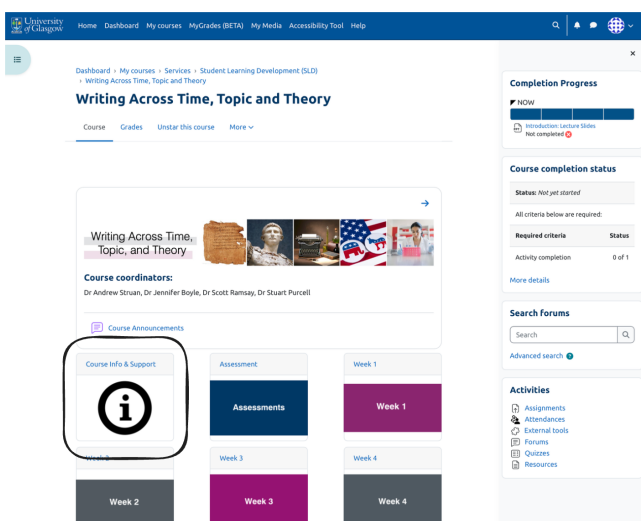 University
of Glasgow
Home Dashboard My courses MyGrades (BETA) My Media Accessibility Tool Help
Dashboard › My courses › Services › Student Learning Development (SLD)
› Writing Across Time, Topic and Theory
Writing Across Time, Topic and Theory
Course Grades Unstar this course More
Writing Across Time,
Topic, and Theory
Course coordinators:
Dr Andrew Struan, Dr Jennifer Boyle, Dr Scott Ramsay, Dr Stuart Purcell
Course Announcements
Course Info & Support
Assessment
Week 1
Assessments
Week 1
Week 2
Week 3
Week 4
Week 2
Week 3
Week 4
Completion Progress
NOW
Introduction: Lecture Slides
Not completed
Course completion status
Status: Not yet started
All criteria below are required:
Required criteria Status
Activity completion 0 of 1
More details
Search forums
Search
Advanced search ?
Activities
Assignments
Attendances
External tools
Forums
Quizzes
Resources